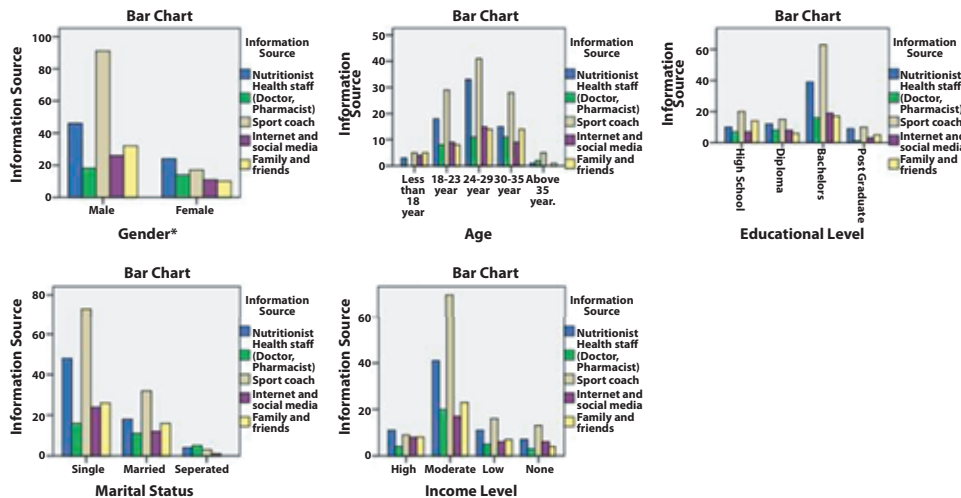 Bar Chart
Information Source
100
80
60
40
20
0
Male
Female
Gender*
Information
Source
Nutritionist
Health staff
(Doctor,
Pharmacist)
Sport coach
Internet and
social media
Family and
friends
Bar Chart
Information
Source
50
40
30
20
10
0
Less
than
18
year
18-23
year
24-29
year
30-35
year
Above
35
year.
Age
Information
Source
Nutritionist
Health staff
(Doctor,
Pharmacist)
Sport coach
Internet and
social media
Family and
friends
Bar Chart
Information
Source
60
40
20
0
High School
Diploma
Bachelors
Post Graduate
Educational Level
Information
Source
Nutritionist
Health staff
(Doctor,
Pharmacist)
Sport coach
Internet and
social media
Family and
friends
Bar Chart
Information Source
80
60
40
20
0
Single
Married
Seperated
Marital Status
Information
Source
Nutritionist
Health staff
(Doctor,
Pharmacist)
Sport coach
Internet and
social media
Family and
friends
Bar Chart
Information Source
60
40
20
0
High
Moderate
Low
None
Income Level
Information
Source
Nutritionist
Health staff
(Doctor,
Pharmacist)
Sport coach
Internet and
social media
Family and
friends